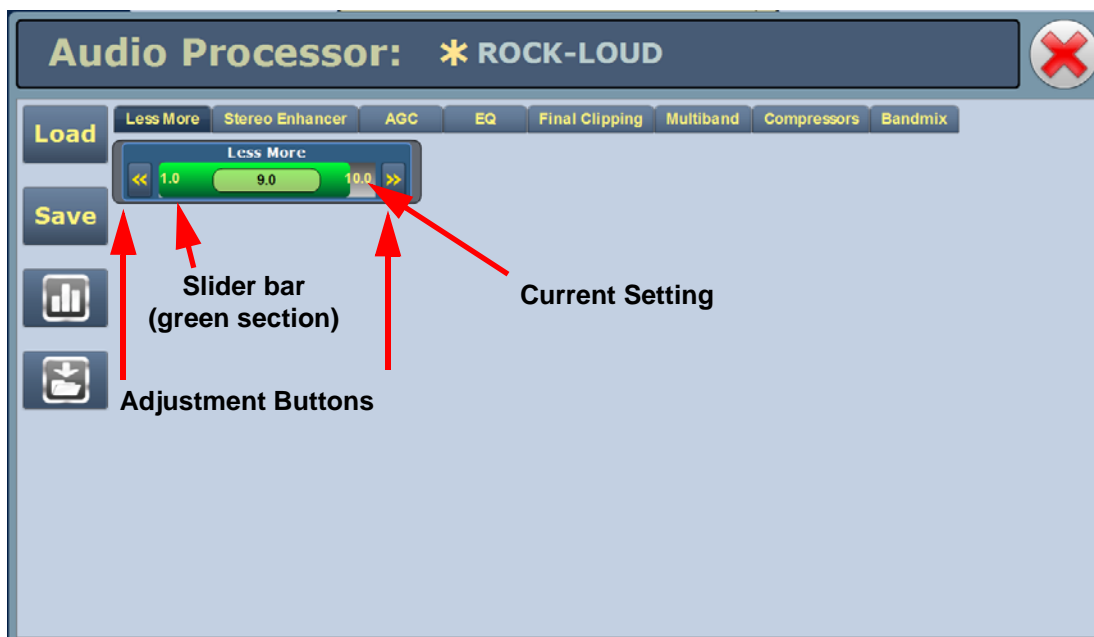 Audio Processor: * ROCK-LOUD
Load
Less More Stereo Enhancer AGC EQ Final Clipping Multiband Compressors Bandmix
Less More
« 1.0 9.0 10.0 »
Save
Slider bar
(green section)
Current Setting
Adjustment Buttons